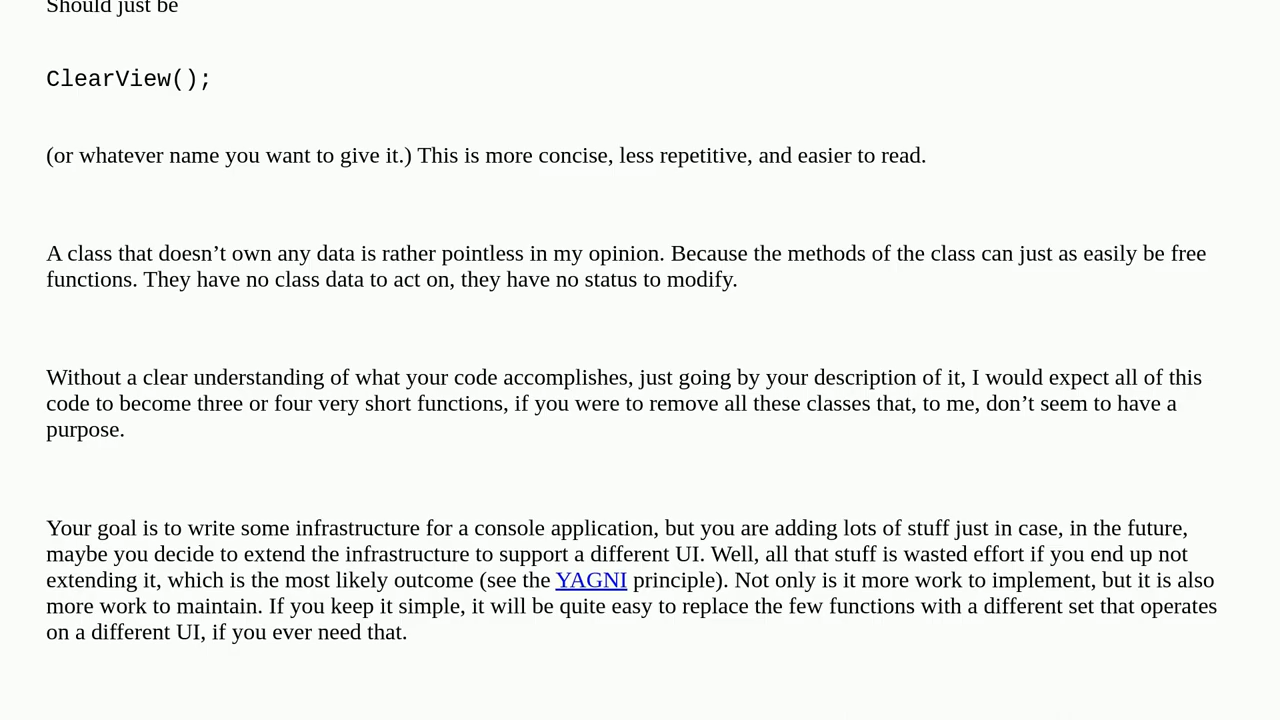 Should just be
ClearView();
(or whatever name you want to give it.) This is more concise, less repetitive, and easier to read.
A class that doesn’t own any data is rather pointless in my opinion. Because the methods of the class can just as easily be free
functions. They have no class data to act on, they have no status to modify.
Without a clear understanding of what your code accomplishes, just going by your description of it, I would expect all of this
code to become three or four very short functions, if you were to remove all these classes that, to me, don’t seem to have a
purpose.
Your goal is to write some infrastructure for a console application, but you are adding lots of stuff just in case, in the future,
maybe you decide to extend the infrastructure to support a different UI. Well, all that stuff is wasted effort if you end up not
extending it, which is the most likely outcome (see the YAGNI principle). Not only is it more work to implement, but it is also
more work to maintain. If you keep it simple, it will be quite easy to replace the few functions with a different set that operates
on a different UI, if you ever need that.